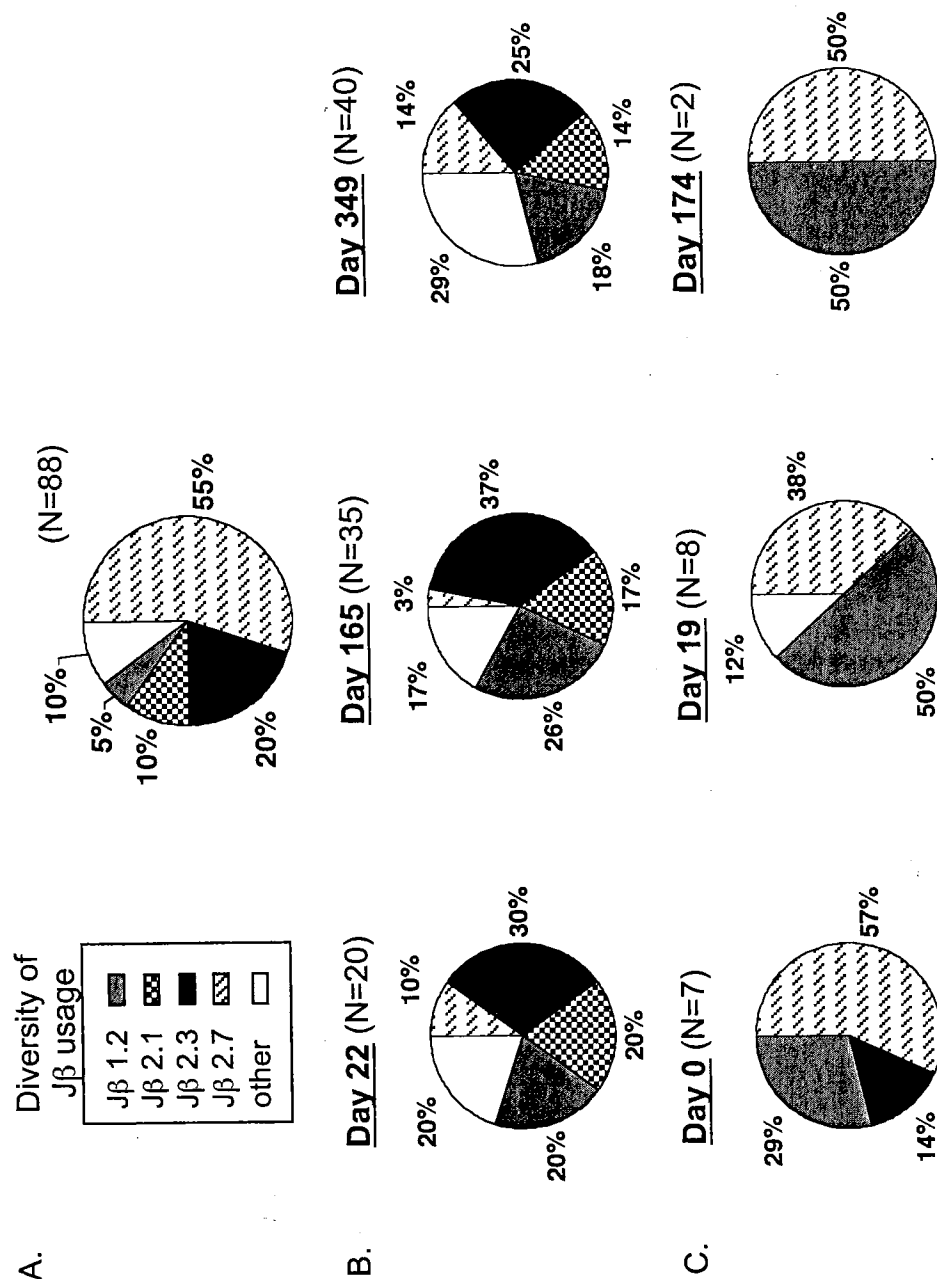 A.
Diversity of
Jβ usage
Jβ 1.2
Jβ 2.1
Jβ 2.3
Jβ 2.7
other
(N=88)
10%
5%
10%
20%
55%
B.
Day 22 (N=20)
20%
10%
30%
20%
20%
Day 165 (N=35)
17%
3%
37%
17%
26%
Day 349 (N=40)
29%
14%
25%
14%
18%
C.
Day 0 (N=7)
29%
57%
14%
Day 19 (N=8)
12%
38%
50%
Day 174 (N=2)
50%
50%